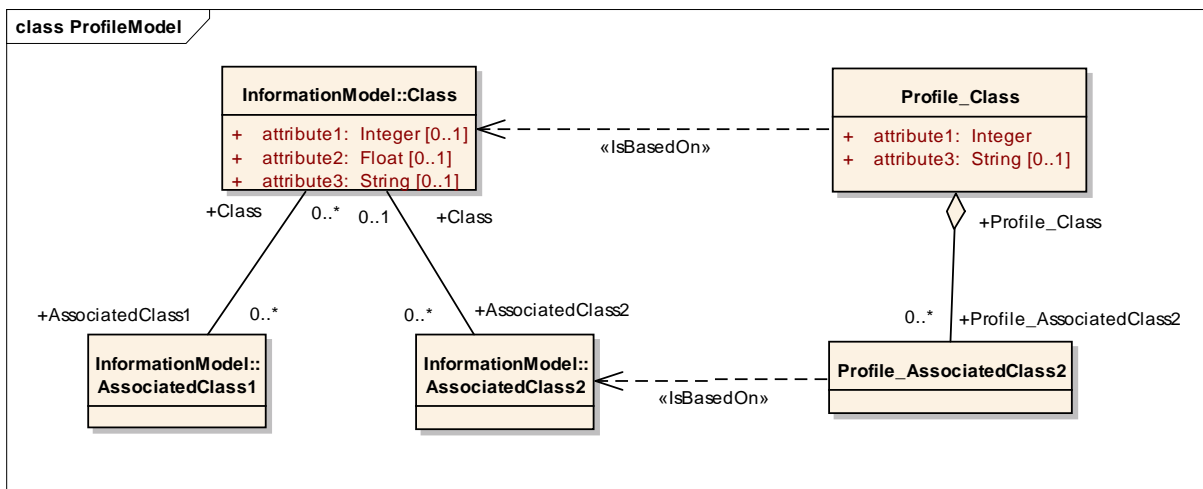 class ProfileModel
InformationModel::Class
+ attribute1: Integer [0..1]
+ attribute2: Float [0..1]
+ attribute3: String [0..1]
Profile_Class
+ attribute1: Integer
+ attribute3: String [0..1]
«IsBasedOn»
+Class 0..* 0..1 +Class
+Profile_Class
+AssociatedClass1 0..*
0..* +AssociatedClass2
0..* +Profile_AssociatedClass2
InformationModel::
AssociatedClass1
InformationModel::
AssociatedClass2
«IsBasedOn»
Profile_AssociatedClass2